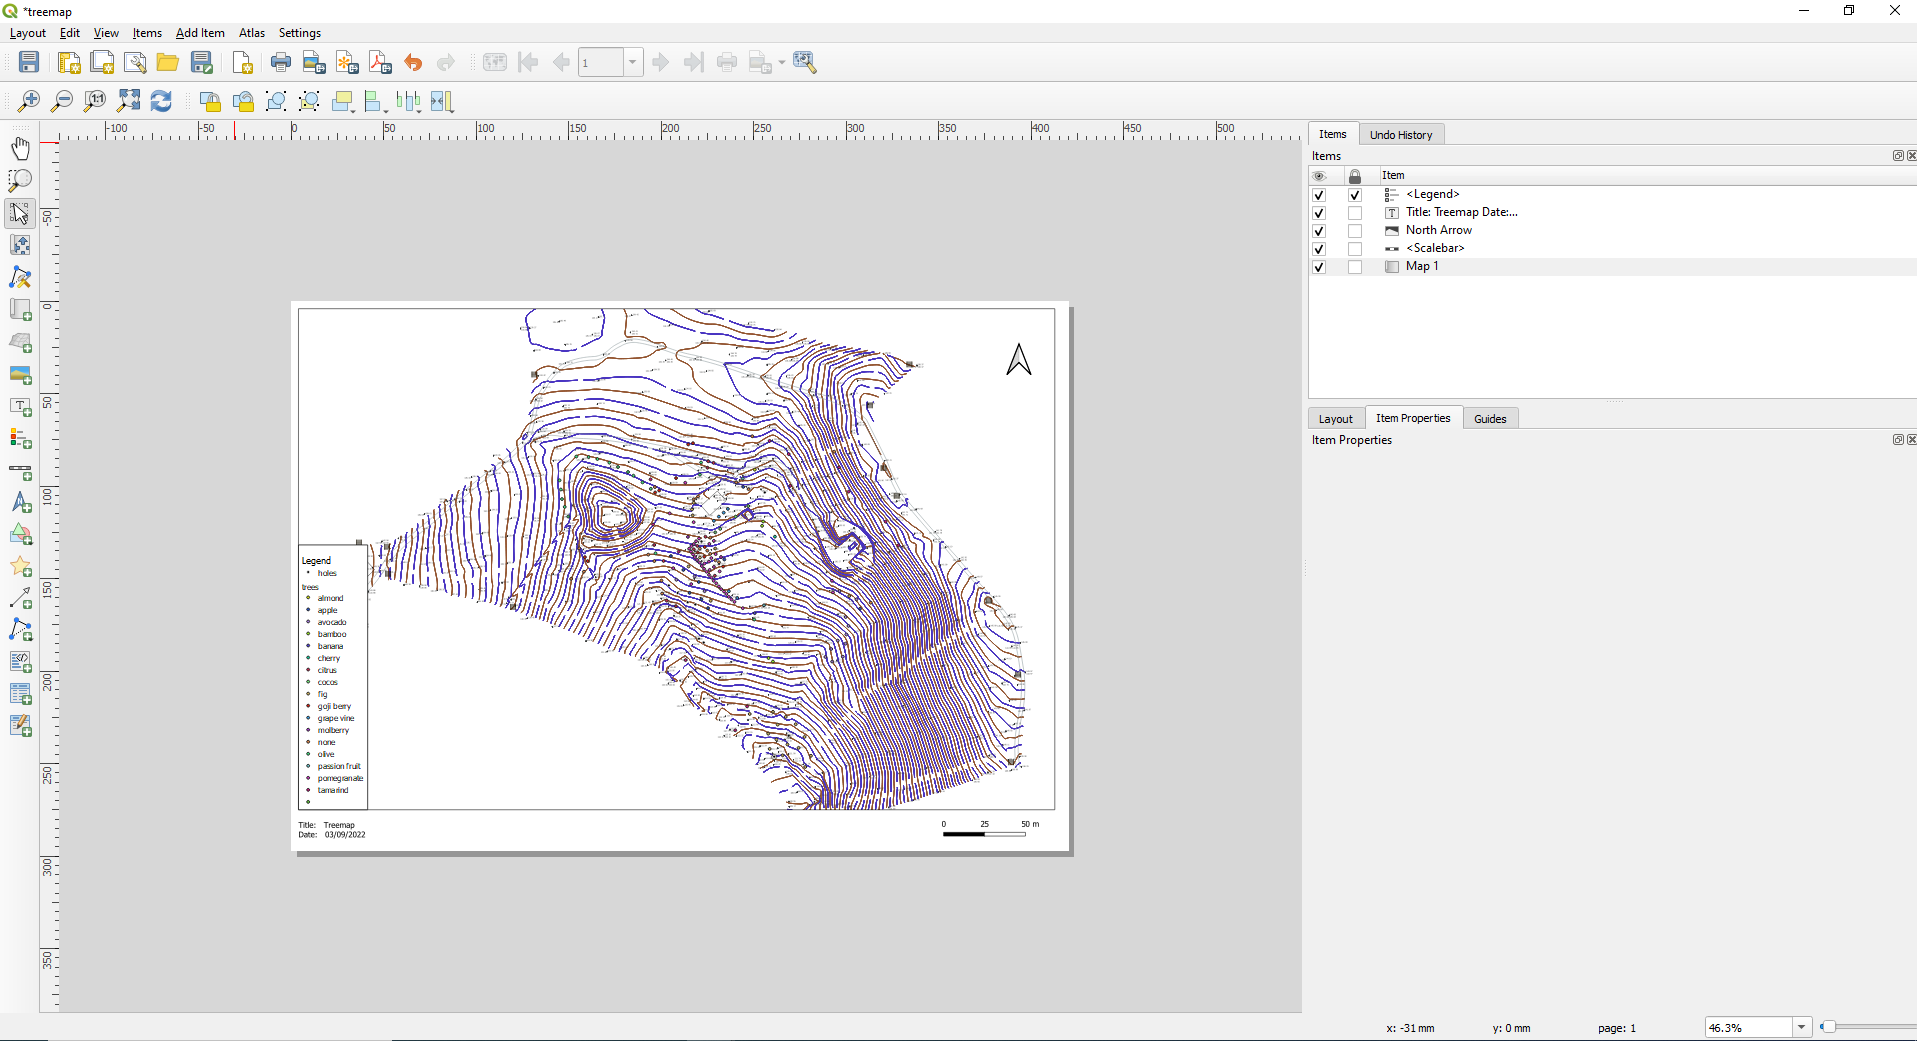 *treemap
Layout Edit View Items Add Item Atlas Settings
1
-100 -50 0 50 100 150 200 250 300 350 400 450 500
-50
0
50
100
150
200
250
300
350
Legend
holes
trees
almond
apple
avocado
bamboo
banana
cherry
citrus
cocos
fig
goji berry
grape vine
molberry
none
olive
passion fruit
pomegranate
tamarind
Title: Treemap
Date: 03/09/2022
0 25 50 m
Items Undo History
Items
Item
<Legend>
Title: Treemap Date:...
North Arrow
<Scalebar>
Map 1
Layout Item Properties Guides
Item Properties
x: -31 mm y: 0 mm page: 1 46.3%